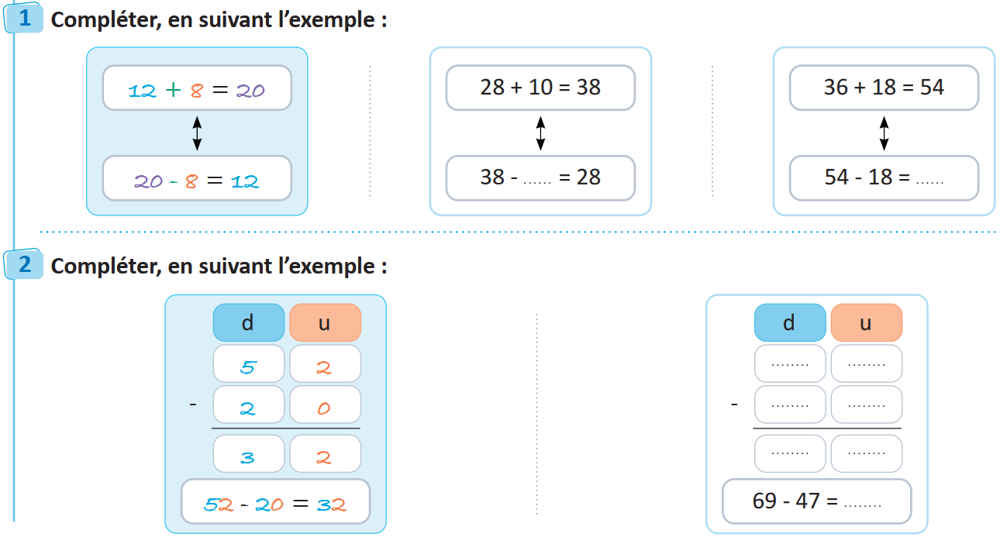 1 Compléter, en suivant l'exemple :
12 + 8 = 20
20 - 8 = 12
28 + 10 = 38
38 - ...... = 28
36 + 18 = 54
54 - 18 = ......
2 Compléter, en suivant l'exemple :
d u
5 2
- 2 0
3 2
52 - 20 = 32
d u
........ ........
- ........ ........
........ ........
69 - 47 = ........